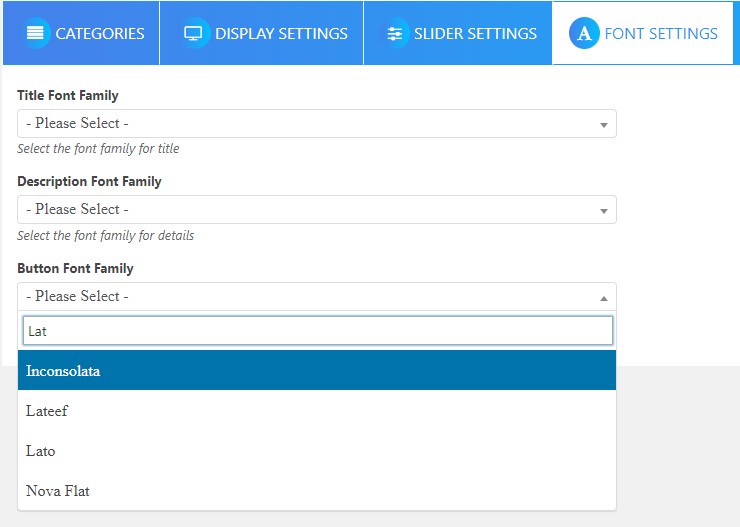 CATEGORIES
DISPLAY SETTINGS
SLIDER SETTINGS
A FONT SETTINGS
Title Font Family
- Please Select -
Select the font family for title
Description Font Family
- Please Select -
Select the font family for details
Button Font Family
- Please Select -
Lat
Inconsolata
Lateef
Lato
Nova Flat